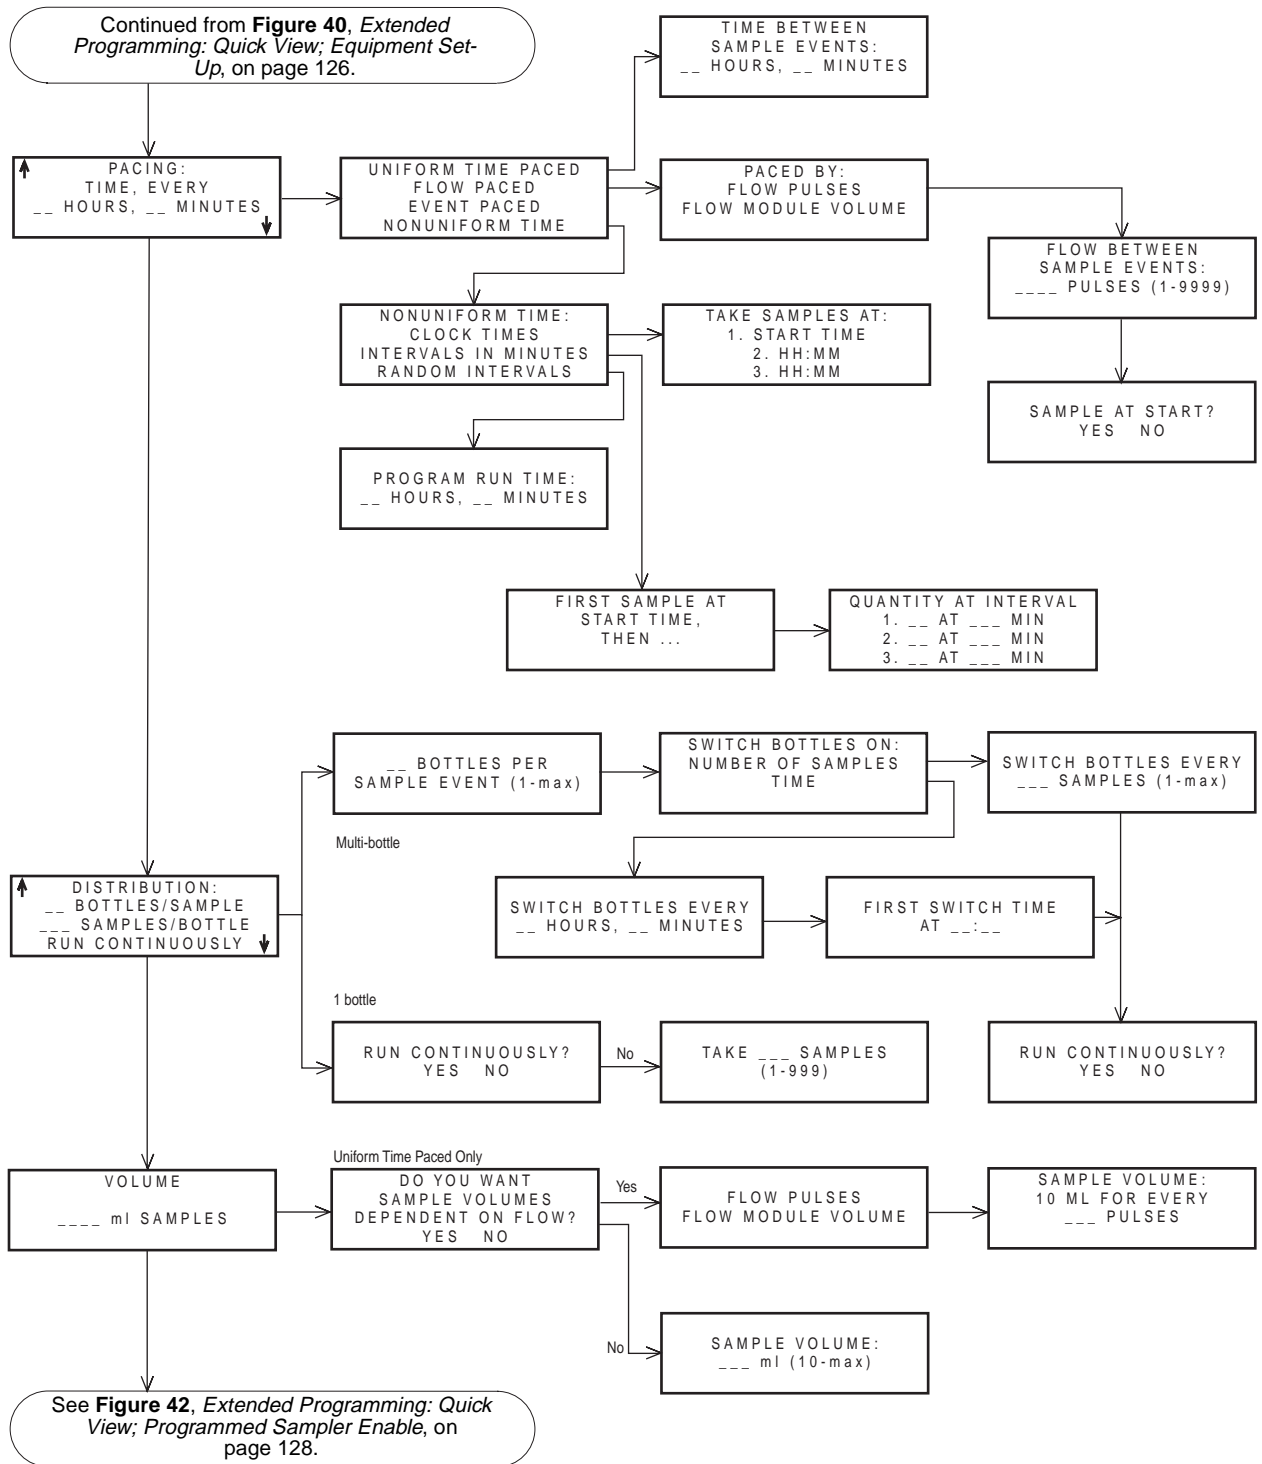 Continued from Figure 40, Extended
Programming: Quick View; Equipment Set-
Up, on page 126.
TIME BETWEEN
SAMPLE EVENTS:
__ HOURS, __ MINUTES
PACING:
TIME, EVERY
__ HOURS, __ MINUTES
UNIFORM TIME PACED
FLOW PACED
EVENT PACED
NONUNIFORM TIME
PACED BY:
FLOW PULSES
FLOW MODULE VOLUME
FLOW BETWEEN
SAMPLE EVENTS:
____ PULSES (1-9999)
NONUNIFORM TIME:
CLOCK TIMES
INTERVALS IN MINUTES
RANDOM INTERVALS
TAKE SAMPLES AT:
1. START TIME
2. HH:MM
3. HH:MM
SAMPLE AT START?
YES NO
PROGRAM RUN TIME:
__ HOURS, __ MINUTES
FIRST SAMPLE AT
START TIME,
THEN ...
QUANTITY AT INTERVAL
1. __ AT ___ MIN
2. __ AT ___ MIN
3. __ AT ___ MIN
__ BOTTLES PER
SAMPLE EVENT (1-max)
SWITCH BOTTLES ON:
NUMBER OF SAMPLES
TIME
SWITCH BOTTLES EVERY
___ SAMPLES (1-max)
Multi-bottle
DISTRIBUTION:
__ BOTTLES/SAMPLE
___ SAMPLES/BOTTLE
RUN CONTINUOUSLY
SWITCH BOTTLES EVERY
__ HOURS, __ MINUTES
FIRST SWITCH TIME
AT __:__
1 bottle
RUN CONTINUOUSLY?
YES NO
No
TAKE ___ SAMPLES
(1-999)
RUN CONTINUOUSLY?
YES NO
VOLUME
____ ml SAMPLES
Uniform Time Paced Only
DO YOU WANT
SAMPLE VOLUMES
DEPENDENT ON FLOW?
YES NO
Yes
FLOW PULSES
FLOW MODULE VOLUME
SAMPLE VOLUME:
10 ML FOR EVERY
___ PULSES
No
SAMPLE VOLUME:
___ ml (10-max)
See Figure 42, Extended Programming: Quick
View; Programmed Sampler Enable, on
page 128.